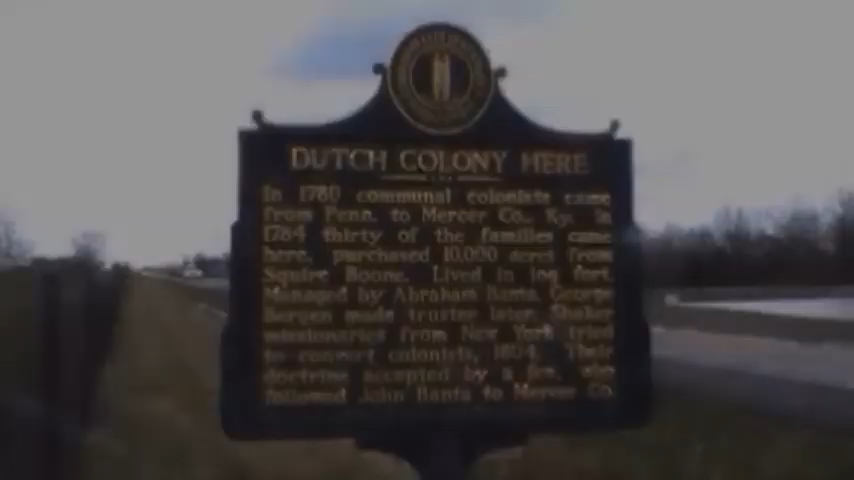 DUTCH COLONY HERE
In 1780 communal colonists came
from Penn. to Mercer Co., Ky. In
1784 thirty of the families came
here, purchased 10,000 acres from
Squire Boone. Lived in log fort.
Managed by Abraham Banta. George
Bergen made trustee later. Shaker
missionaries from New York tried
to convert colonists, 1804. Their
doctrine accepted by a few, who
followed John Banta to Mercer Co.